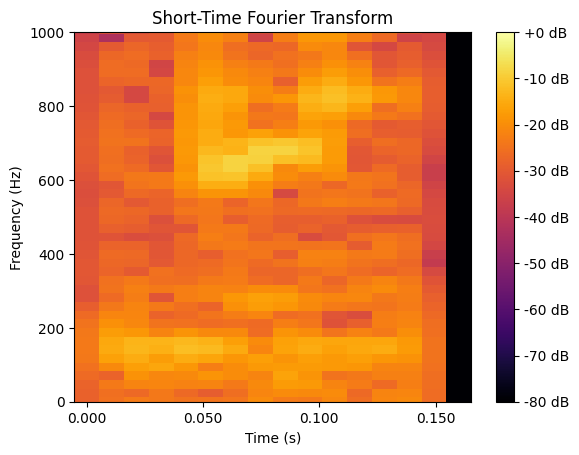 Short-Time Fourier Transform
1000
800
600
400
200
0
Frequency (Hz)
0.000
0.050
0.100
0.150
Time (s)
+0 dB
-10 dB
-20 dB
-30 dB
-40 dB
-50 dB
-60 dB
-70 dB
-80 dB